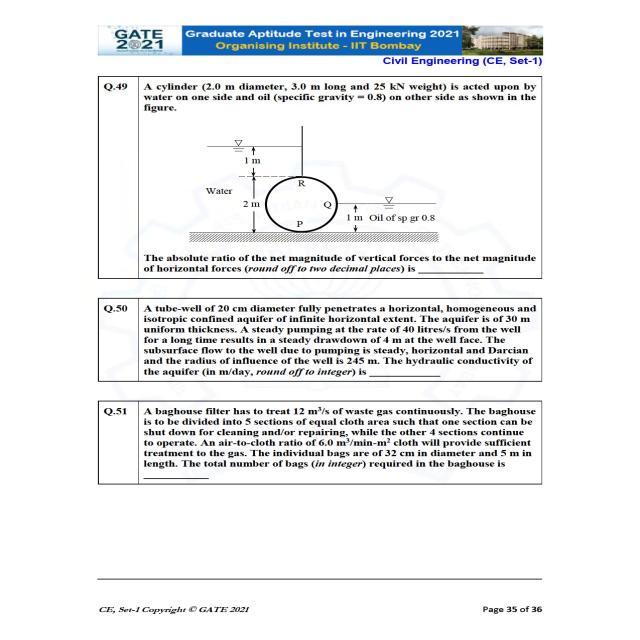 GATE
2021
Graduate Aptitude Test in Engineering 2021
Organising Institute - IIT Bombay
Civil Engineering (CE, Set-1)
Q.49
A cylinder (2.0 m diameter, 3.0 m long and 25 kN weight) is acted upon by
water on one side and oil (specific gravity = 0.8) on other side as shown in the
figure.
1 m
R
Water
2 m
Q
1 m Oil of sp gr 0.8
P
The absolute ratio of the net magnitude of vertical forces to the net magnitude
of horizontal forces (round off to two decimal places) is ____________
Q.50
A tube-well of 20 cm diameter fully penetrates a horizontal, homogeneous and
isotropic confined aquifer of infinite horizontal extent. The aquifer is of 30 m
uniform thickness. A steady pumping at the rate of 40 litres/s from the well
for a long time results in a steady drawdown of 4 m at the well face. The
subsurface flow to the well due to pumping is steady, horizontal and Darcian
and the radius of influence of the well is 245 m. The hydraulic conductivity of
the aquifer (in m/day, round off to integer) is ____________
Q.51
A baghouse filter has to treat 12 m³/s of waste gas continuously. The baghouse
is to be divided into 5 sections of equal cloth area such that one section can be
shut down for cleaning and/or repairing, while the other 4 sections continue
to operate. An air-to-cloth ratio of 6.0 m³/min-m² cloth will provide sufficient
treatment to the gas. The individual bags are of 32 cm in diameter and 5 m in
length. The total number of bags (in integer) required in the baghouse is
____________
CE, Set-1 Copyright © GATE 2021
Page 35 of 36